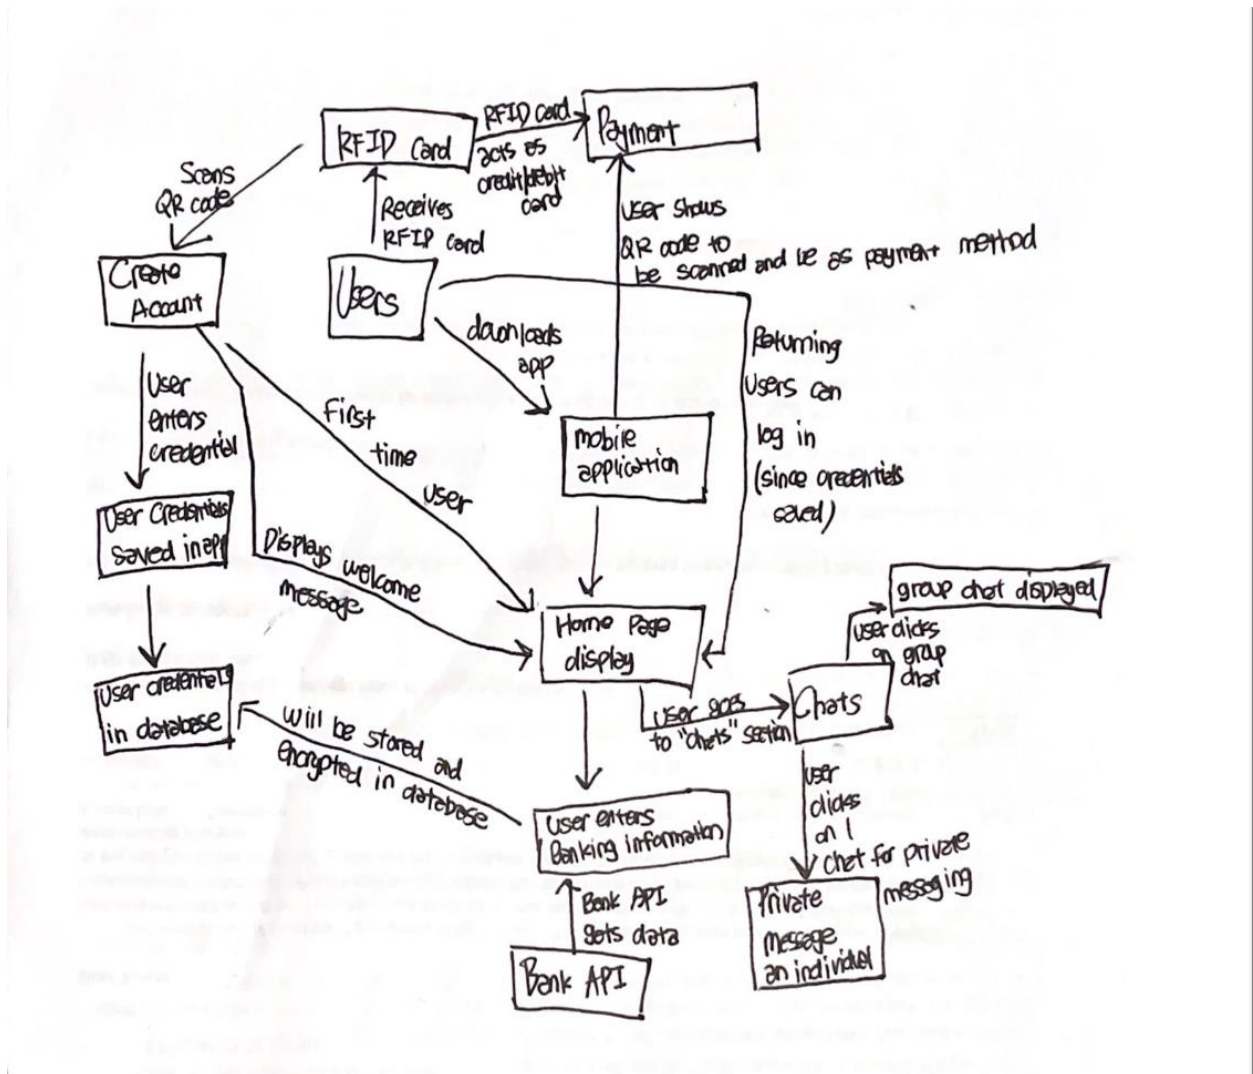 RFID Card
RFID card
acts as
credit/debit
card
Payment
Scans
QR code
Receives
RFID card
User shows
QR code to
be scanned and be as payment method
Create
Account
Users
downloads
app
Returning
Users can
log in
(since credentials
saved)
User
enters
credential
First
time
user
mobile
application
User Credentials
saved in app
Displays welcome
message
Home Page
display
group chat displayed
user clicks
on group
chat
User credentials
in database
will be stored and
encrypted in database
user goes
to "chats" section
Chats
User enters
Banking information
user
clicks
on 1
chat for private
messaging
Bank API
gets data
Bank API
Private
message
an individual